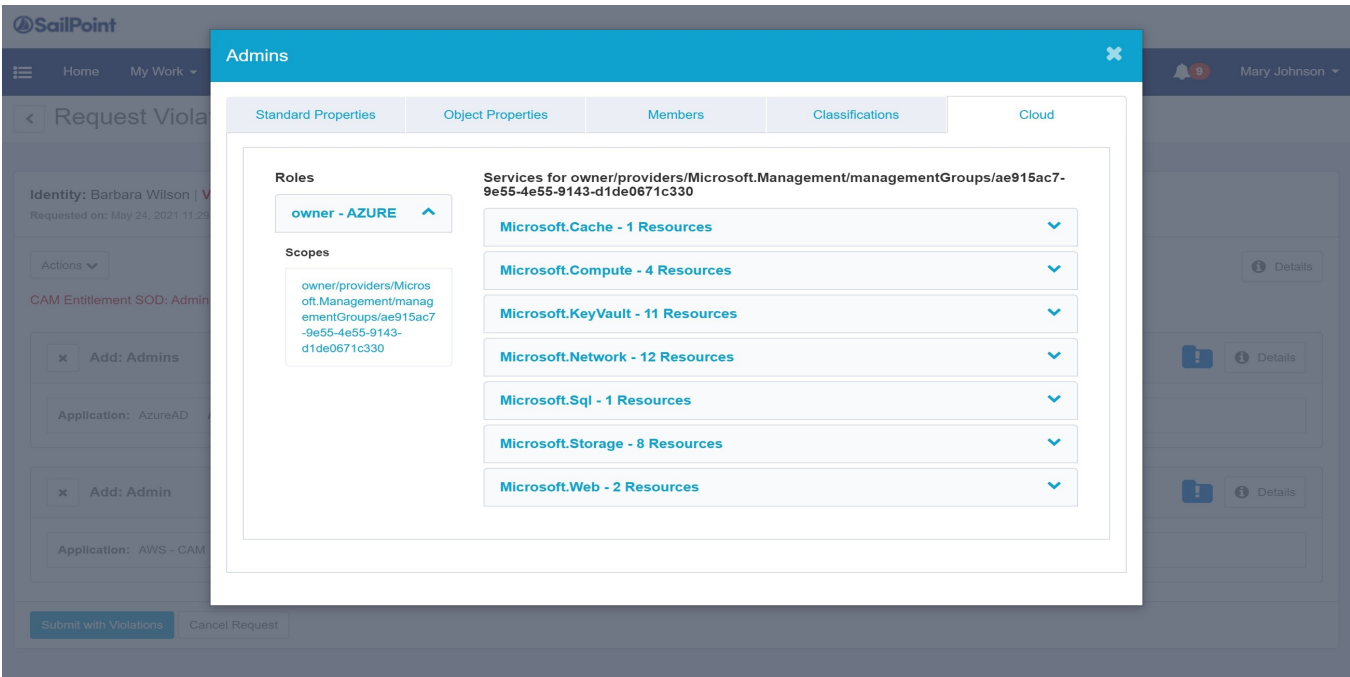 SailPoint
Home My Work
9 Mary Johnson
Request Viola
Admins
Standard Properties Object Properties Members Classifications Cloud
Identity: Barbara Wilson | V
Requested on: May 24, 2021 11:29
Actions
Details
CAM Entitlement SOD: Admin
Add: Admins
Details
Application: AzureAD
Add: Admin
Details
Application: AWS - CAM
Submit with Violations Cancel Request
Roles
owner - AZURE
Scopes
owner/providers/Micros
oft.Management/manag
ementGroups/ae915ac7
-9e55-4e55-9143-
d1de0671c330
Services for owner/providers/Microsoft.Management/managementGroups/ae915ac7-
9e55-4e55-9143-d1de0671c330
Microsoft.Cache - 1 Resources
Microsoft.Compute - 4 Resources
Microsoft.KeyVault - 11 Resources
Microsoft.Network - 12 Resources
Microsoft.Sql - 1 Resources
Microsoft.Storage - 8 Resources
Microsoft.Web - 2 Resources